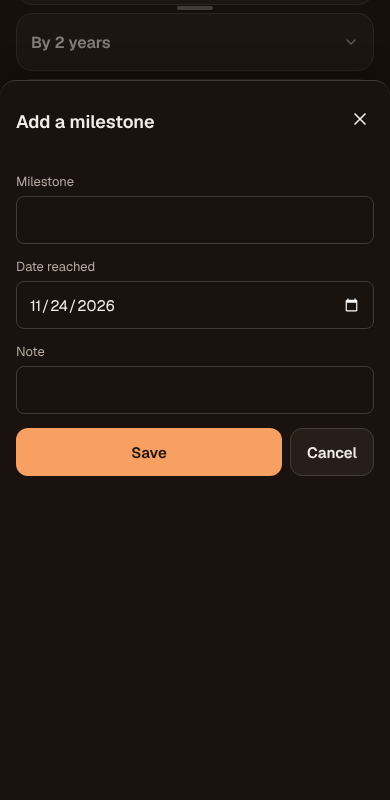 By 2 years
Add a milestone
Milestone
Date reached
11/24/2026
Note
Save
Cancel